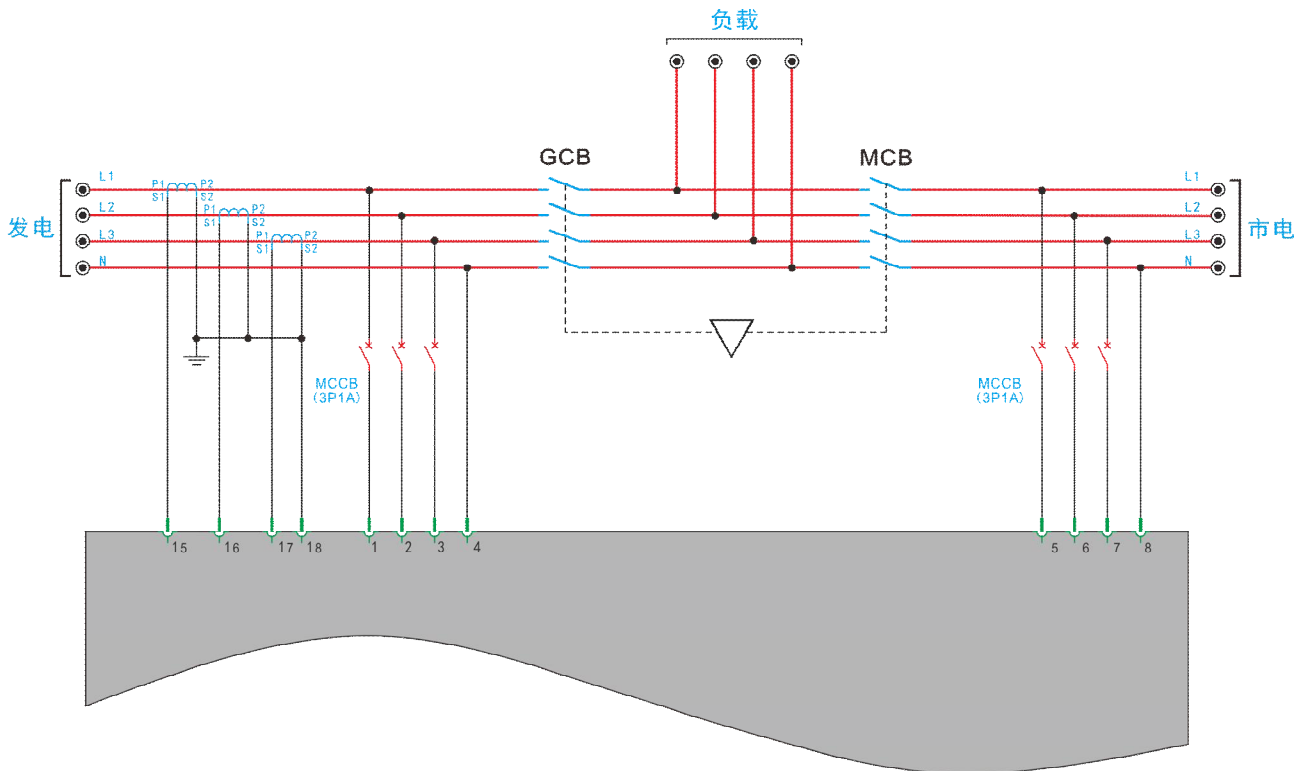 负载
GCB
MCB
L1
P1
P2
S1
S2
L1
L2
P1
P2
S1
S2
L2
发电
市电
L3
P1
P2
S1
S2
L3
N
N
MCCB
(3P1A)
MCCB
(3P1A)
15
16
17
18
1
2
3
4
5
6
7
8